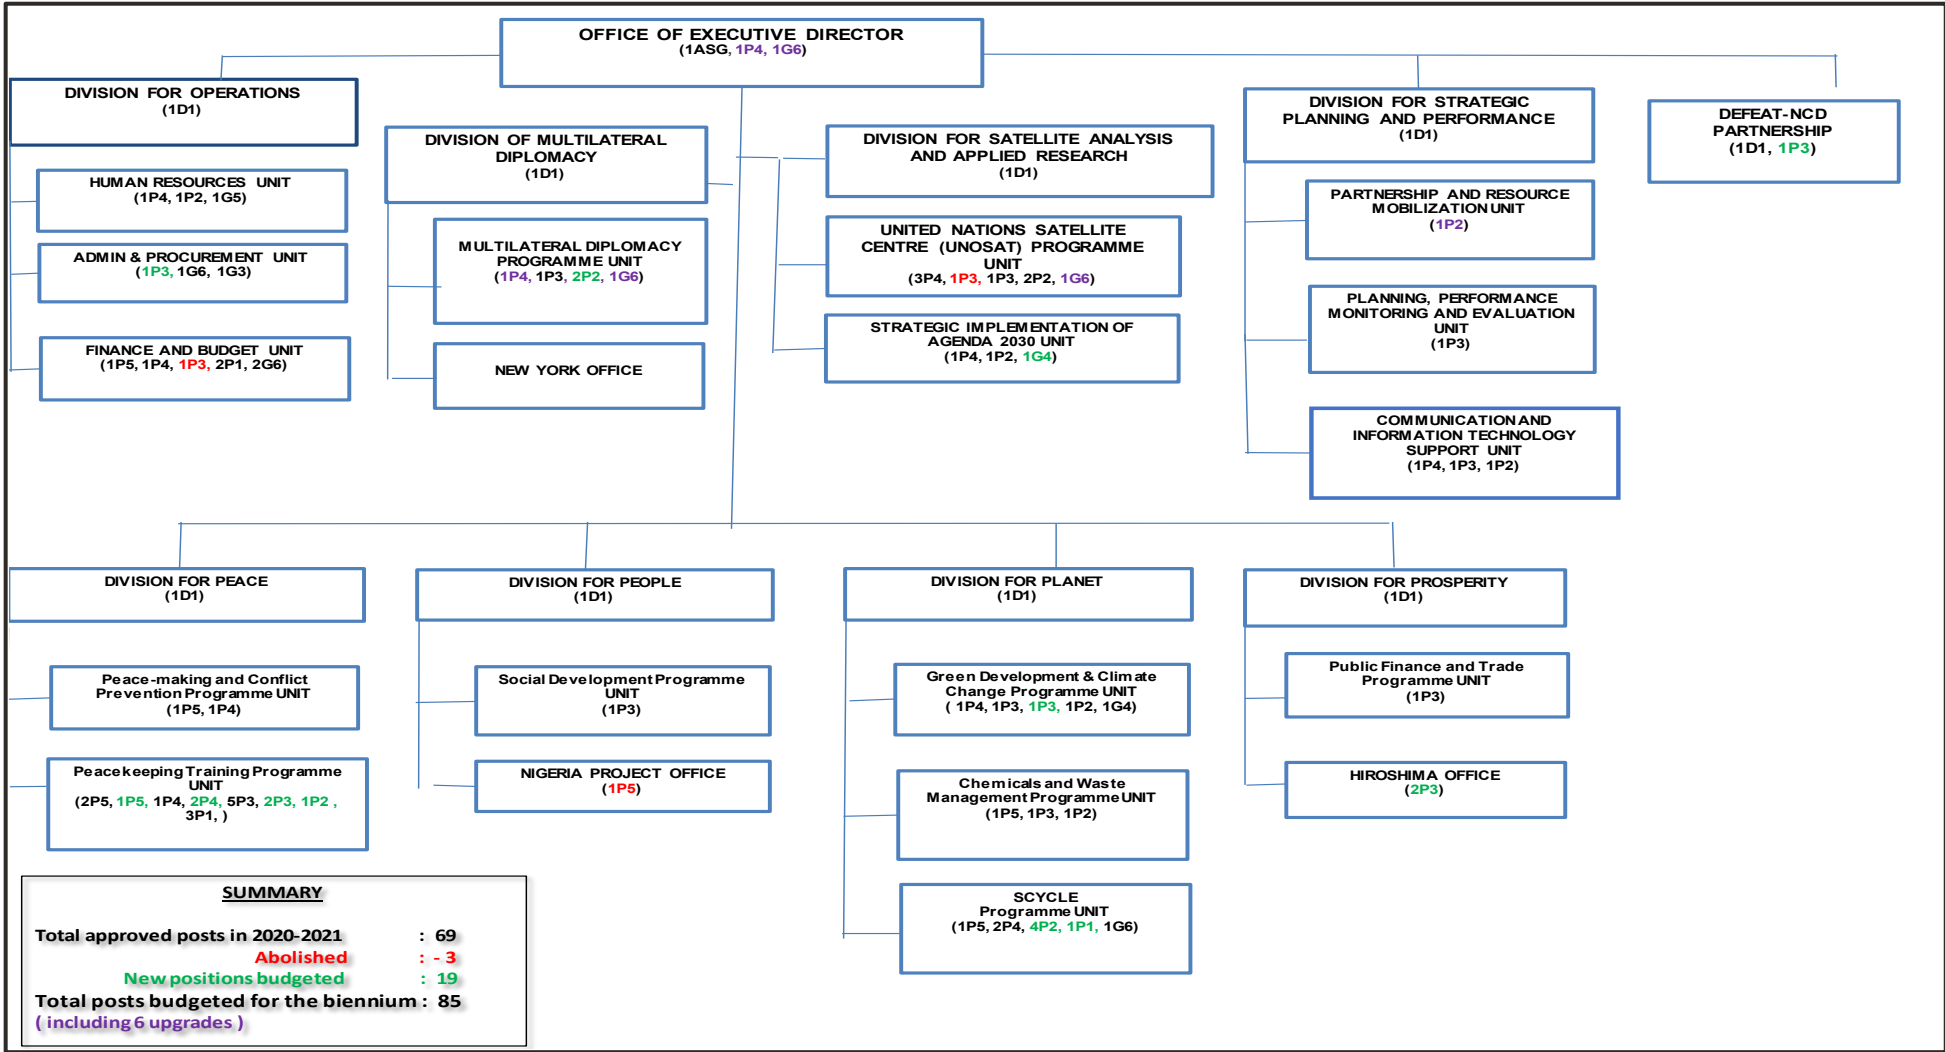 OFFICE OF EXECUTIVE DIRECTOR
(1ASG, 1P4, 1G6)
DIVISION FOR OPERATIONS
(1D1)
HUMAN RESOURCES UNIT
(1P4, 1P2, 1G5)
ADMIN & PROCUREMENT UNIT
(1P3, 1G6, 1G3)
FINANCE AND BUDGET UNIT
(1P5, 1P4, 1P3, 2P1, 2G6)
DIVISION OF MULTILATERAL
DIPLOMACY
(1D1)
MULTILATERAL DIPLOMACY
PROGRAMME UNIT
(1P4, 1P3, 2P2, 1G6)
NEW YORK OFFICE
DIVISION FOR SATELLITE ANALYSIS
AND APPLIED RESEARCH
(1D1)
UNITED NATIONS SATELLITE
CENTRE (UNOSAT) PROGRAMME
UNIT
(3P4, 1P3, 1P3, 2P2, 1G6)
STRATEGIC IMPLEMENTATION OF
AGENDA 2030 UNIT
(1P4, 1P2, 1G4)
DIVISION FOR STRATEGIC
PLANNING AND PERFORMANCE
(1D1)
PARTNERSHIP AND RESOURCE
MOBILIZATION UNIT
(1P2)
PLANNING, PERFORMANCE
MONITORING AND EVALUATION
UNIT
(1P3)
COMMUNICATION AND
INFORMATION TECHNOLOGY
SUPPORT UNIT
(1P4, 1P3, 1P2)
DEFEAT-NCD
PARTNERSHIP
(1D1, 1P3)
DIVISION FOR PEACE
(1D1)
Peace-making and Conflict
Prevention Programme UNIT
(1P5, 1P4)
Peacekeeping Training Programme
UNIT
(2P5, 1P5, 1P4, 2P4, 5P3, 2P3, 1P2 ,
3P1, )
DIVISION FOR PEOPLE
(1D1)
Social Development Programme
UNIT
(1P3)
NIGERIA PROJECT OFFICE
(1P5)
DIVISION FOR PLANET
(1D1)
Green Development & Climate
Change Programme UNIT
( 1P4, 1P3, 1P3, 1P2, 1G4)
Chemicals and Waste
Management Programme UNIT
(1P5, 1P3, 1P2)
SCYCLE
Programme UNIT
(1P5, 2P4, 4P2, 1P1, 1G6)
DIVISION FOR PROSPERITY
(1D1)
Public Finance and Trade
Programme UNIT
(1P3)
HIROSHIMA OFFICE
(2P3)
SUMMARY
Total approved posts in 2020-2021 : 69
Abolished : - 3
New positions budgeted : 19
Total posts budgeted for the biennium : 85
( including 6 upgrades )